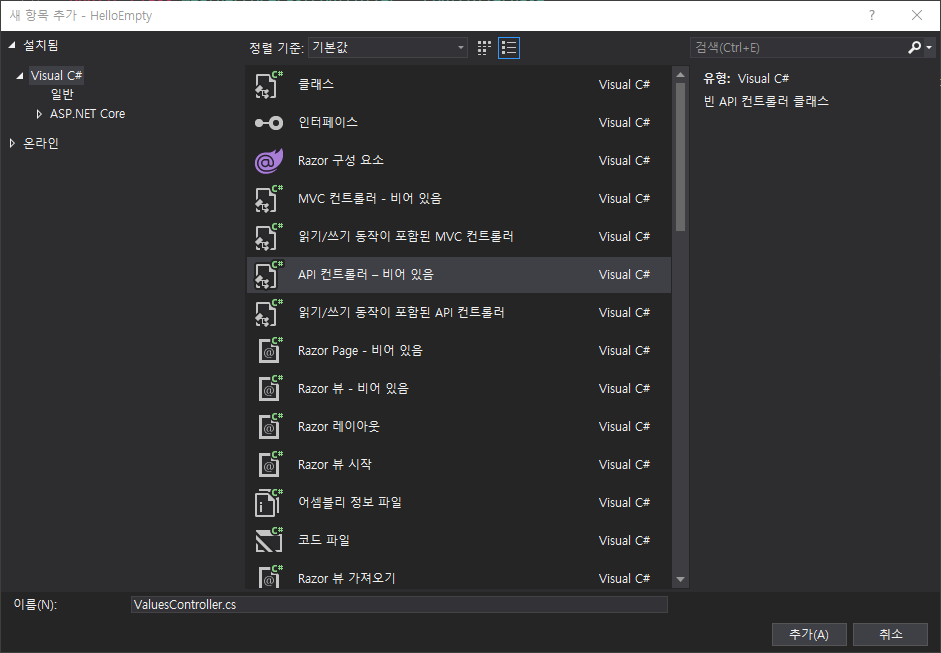 새 항목 추가 - HelloEmpty
설치됨
Visual C#
일반
ASP.NET Core
온라인
정렬 기준: 기본값
클래스 Visual C#
인터페이스 Visual C#
Razor 구성 요소 Visual C#
MVC 컨트롤러 - 비어 있음 Visual C#
읽기/쓰기 동작이 포함된 MVC 컨트롤러 Visual C#
API 컨트롤러 – 비어 있음 Visual C#
읽기/쓰기 동작이 포함된 API 컨트롤러 Visual C#
Razor Page - 비어 있음 Visual C#
Razor 뷰 - 비어 있음 Visual C#
Razor 레이아웃 Visual C#
Razor 뷰 시작 Visual C#
어셈블리 정보 파일 Visual C#
코드 파일 Visual C#
Razor 뷰 가져오기 Visual C#
검색(Ctrl+E)
유형: Visual C#
빈 API 컨트롤러 클래스
이름(N): ValuesController.cs
추가(A) 취소